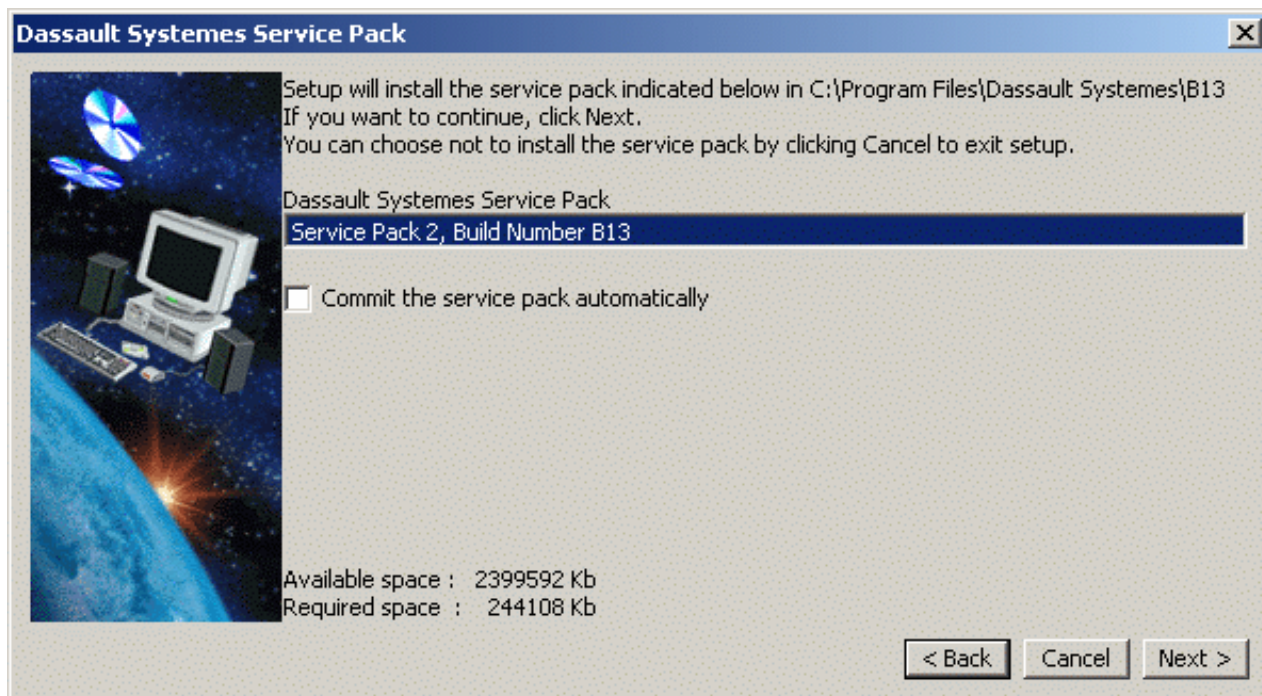 Dassault Systemes Service Pack
Setup will install the service pack indicated below in C:\Program Files\Dassault Systemes\B13
If you want to continue, click Next.
You can choose not to install the service pack by clicking Cancel to exit setup.
Dassault Systemes Service Pack
Service Pack 2, Build Number B13
Commit the service pack automatically
Available space : 2399592 Kb
Required space : 244108 Kb
< Back Cancel Next >